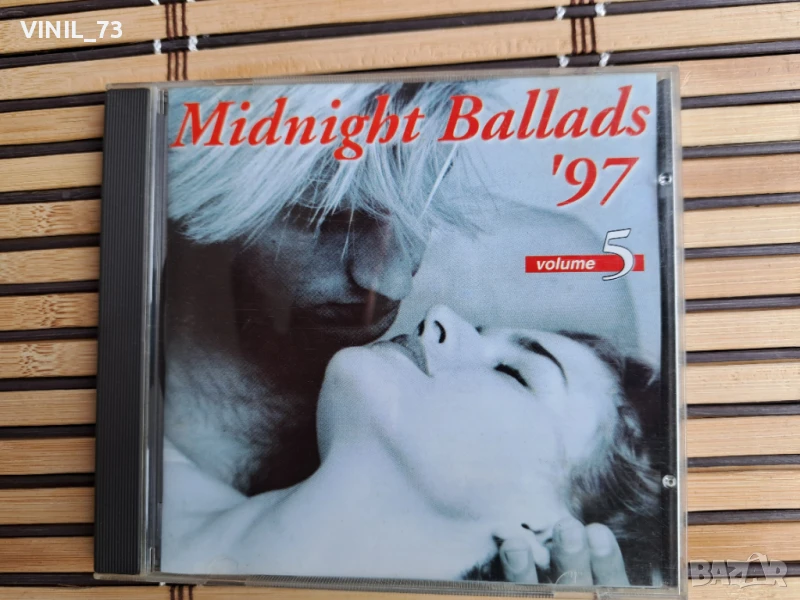 VINIL_73
Midnight Ballads
'97
volume 5
BAZAR